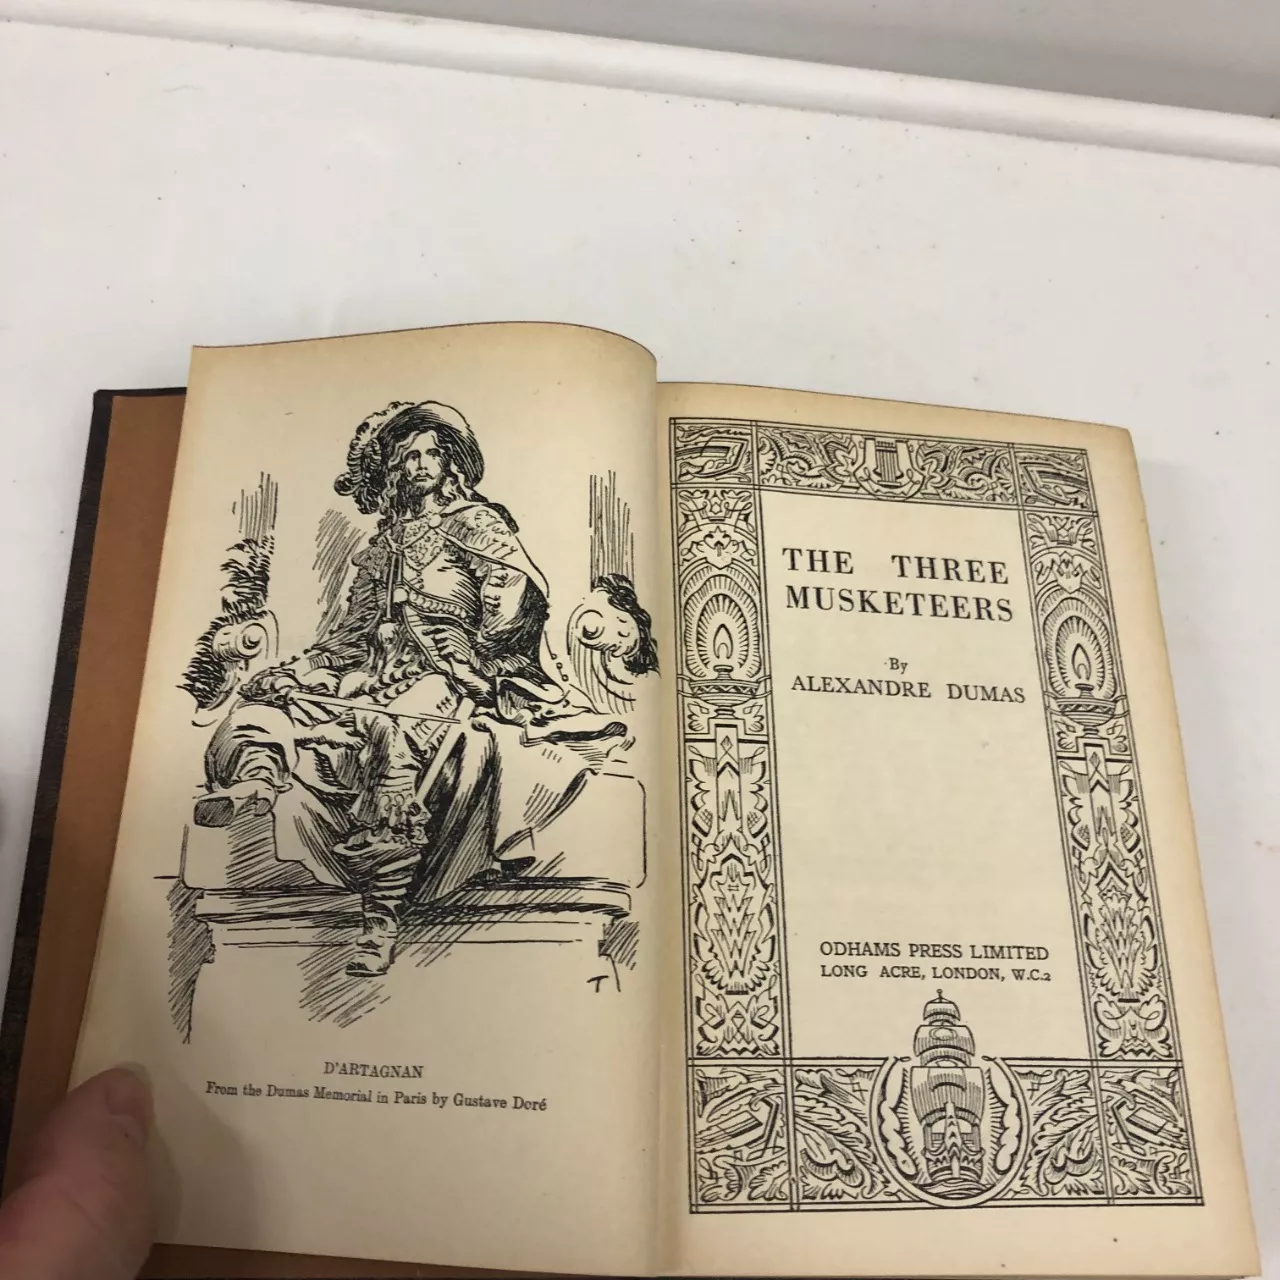 D'ARTAGNAN
From the Dumas Memorial in Paris by Gustave Doré
T
THE THREE
MUSKETEERS
By
ALEXANDRE DUMAS
ODHAMS PRESS LIMITED
LONG ACRE, LONDON, W.C.2